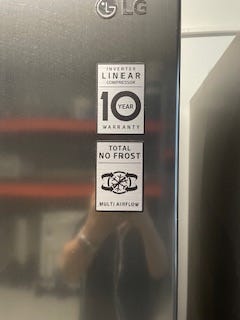 LG
INVERTER
LINEAR
COMPRESSOR
10 YEAR
WARRANTY
TOTAL
NO FROST
MULTI AIRFLOW